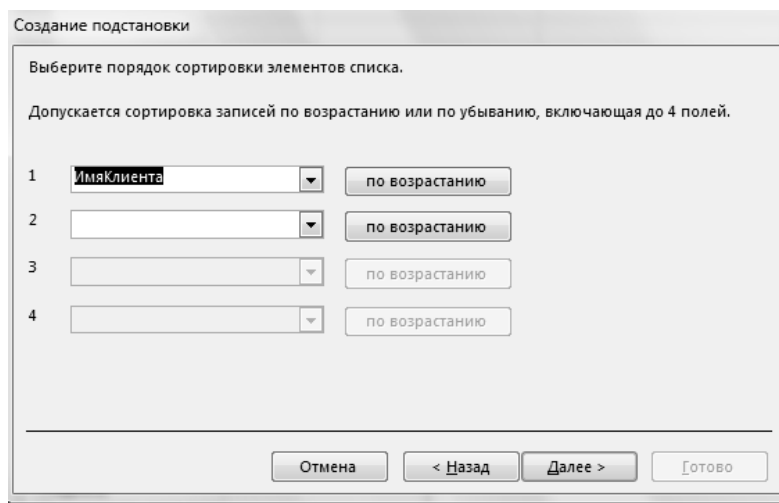 Создание подстановки
Выберите порядок сортировки элементов списка.
Допускается сортировка записей по возрастанию или по убыванию, включающая до 4 полей.
1 ИмяКлиента по возрастанию
2 по возрастанию
3 по возрастанию
4 по возрастанию
Отмена < Назад Далее > Готово